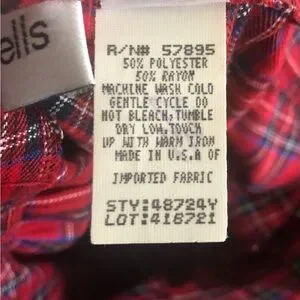 ells
R/N# 57895
50% POLYESTER
50% RAYON
MACHINE WASH COLD
GENTLE CYCLE DO
NOT BLEACH,TUMBLE
DRY LOW.TOUCH
UP WITH WARM IRON
MADE IN U.S.A OF
IMPORTED FABRIC
STY:48724Y
LOT:416721